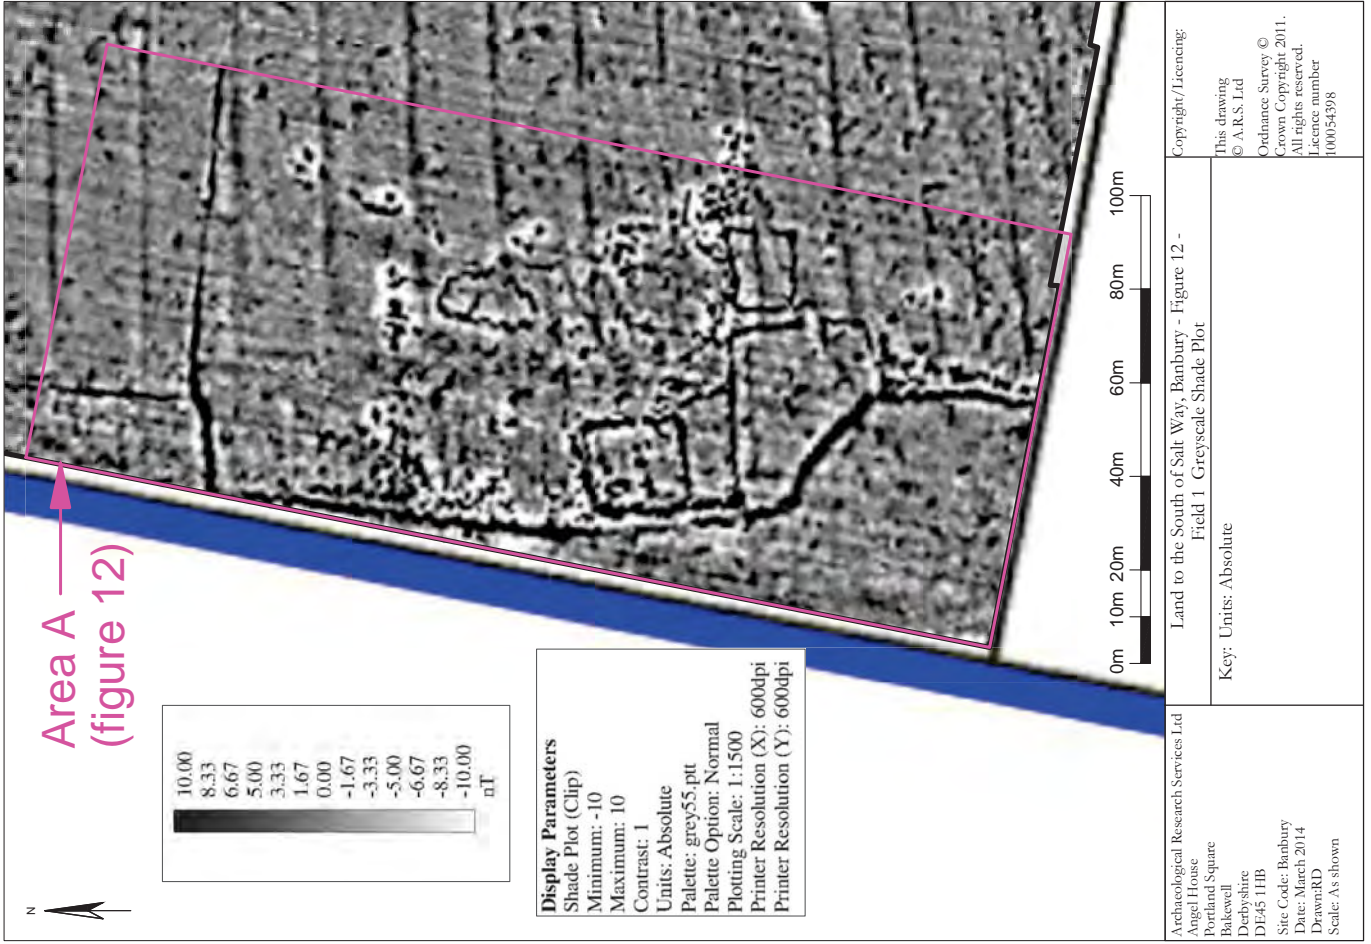 N
Area A
(figure 12)
10.00
8.33
6.67
5.00
3.33
1.67
0.00
-1.67
-3.33
-5.00
-6.67
-8.33
-10.00
nT
Display Parameters
Shade Plot (Clip)
Minimum: -10
Maximum: 10
Contrast: 1
Units: Absolute
Palette: grey55.ptt
Palette Option: Normal
Plotting Scale: 1:1500
Printer Resolution (X): 600dpi
Printer Resolution (Y): 600dpi
0m 10m 20m 40m 60m 80m 100m
Archaeological Research Services Ltd
Angel House
Portland Square
Bakewell
Derbyshire
DE45 1HB
Site Code: Banbury
Date: March 2014
Drawn:RD
Scale: As shown
Land to the South of Salt Way, Banbury - Figure 12 -
Field 1 Greyscale Shade Plot
Key: Units: Absolute
Copyright/Licencing:
This drawing
© A.R.S. Ltd
Ordnance Survey ©
Crown Copyright 2011.
All rights reserved.
Licence number
100054398